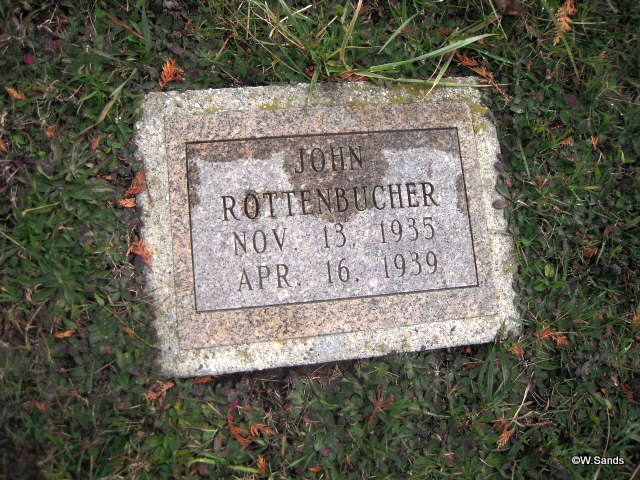 JOHN
ROTTENBUCHER
NOV. 13. 1935
APR. 16. 1939
©W.Sands